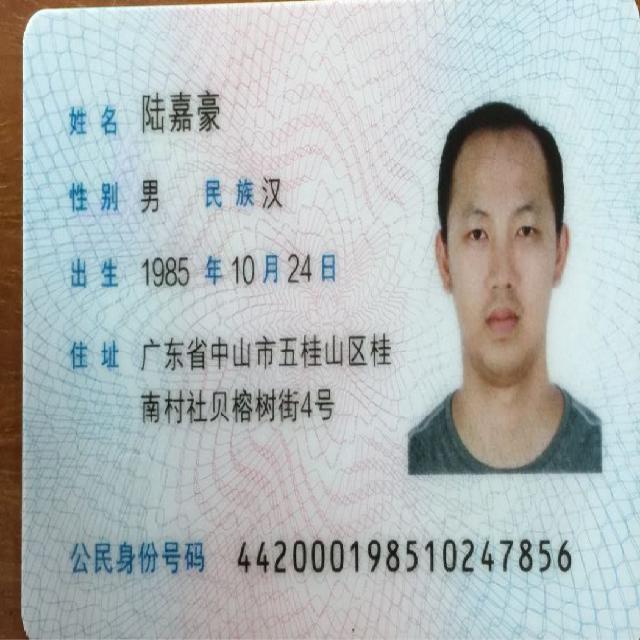 姓名 陆嘉豪
性别 男 民族 汉
出生 1985 年 10 月 24 日
住址 广东省中山市五桂山区桂
南村社贝榕树街4号
公民身份号码 442000198510247856